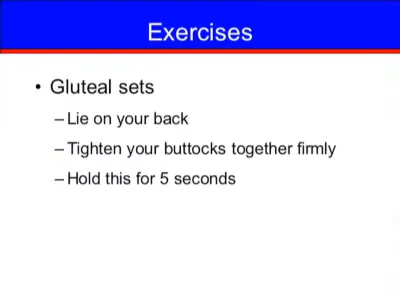 Exercises
• Gluteal sets
– Lie on your back
– Tighten your buttocks together firmly
– Hold this for 5 seconds